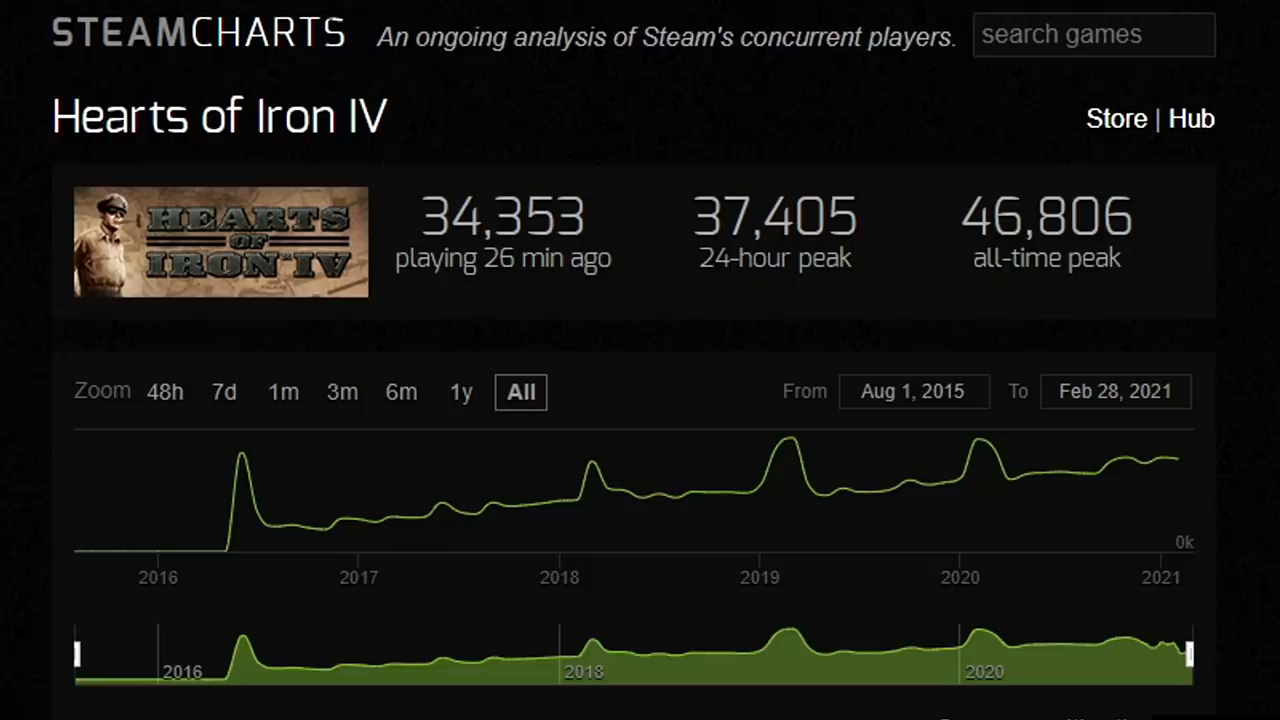 STEAMCHARTS An ongoing analysis of Steam's concurrent players. search games
Hearts of Iron IV Store | Hub
HEARTS
OF
IRON IV
34,353 37,405 46,806
playing 26 min ago 24-hour peak all-time peak
Zoom 48h 7d 1m 3m 6m 1y All From Aug 1, 2015 To Feb 28, 2021
0k
2016 2017 2018 2019 2020 2021
2016 2018 2020